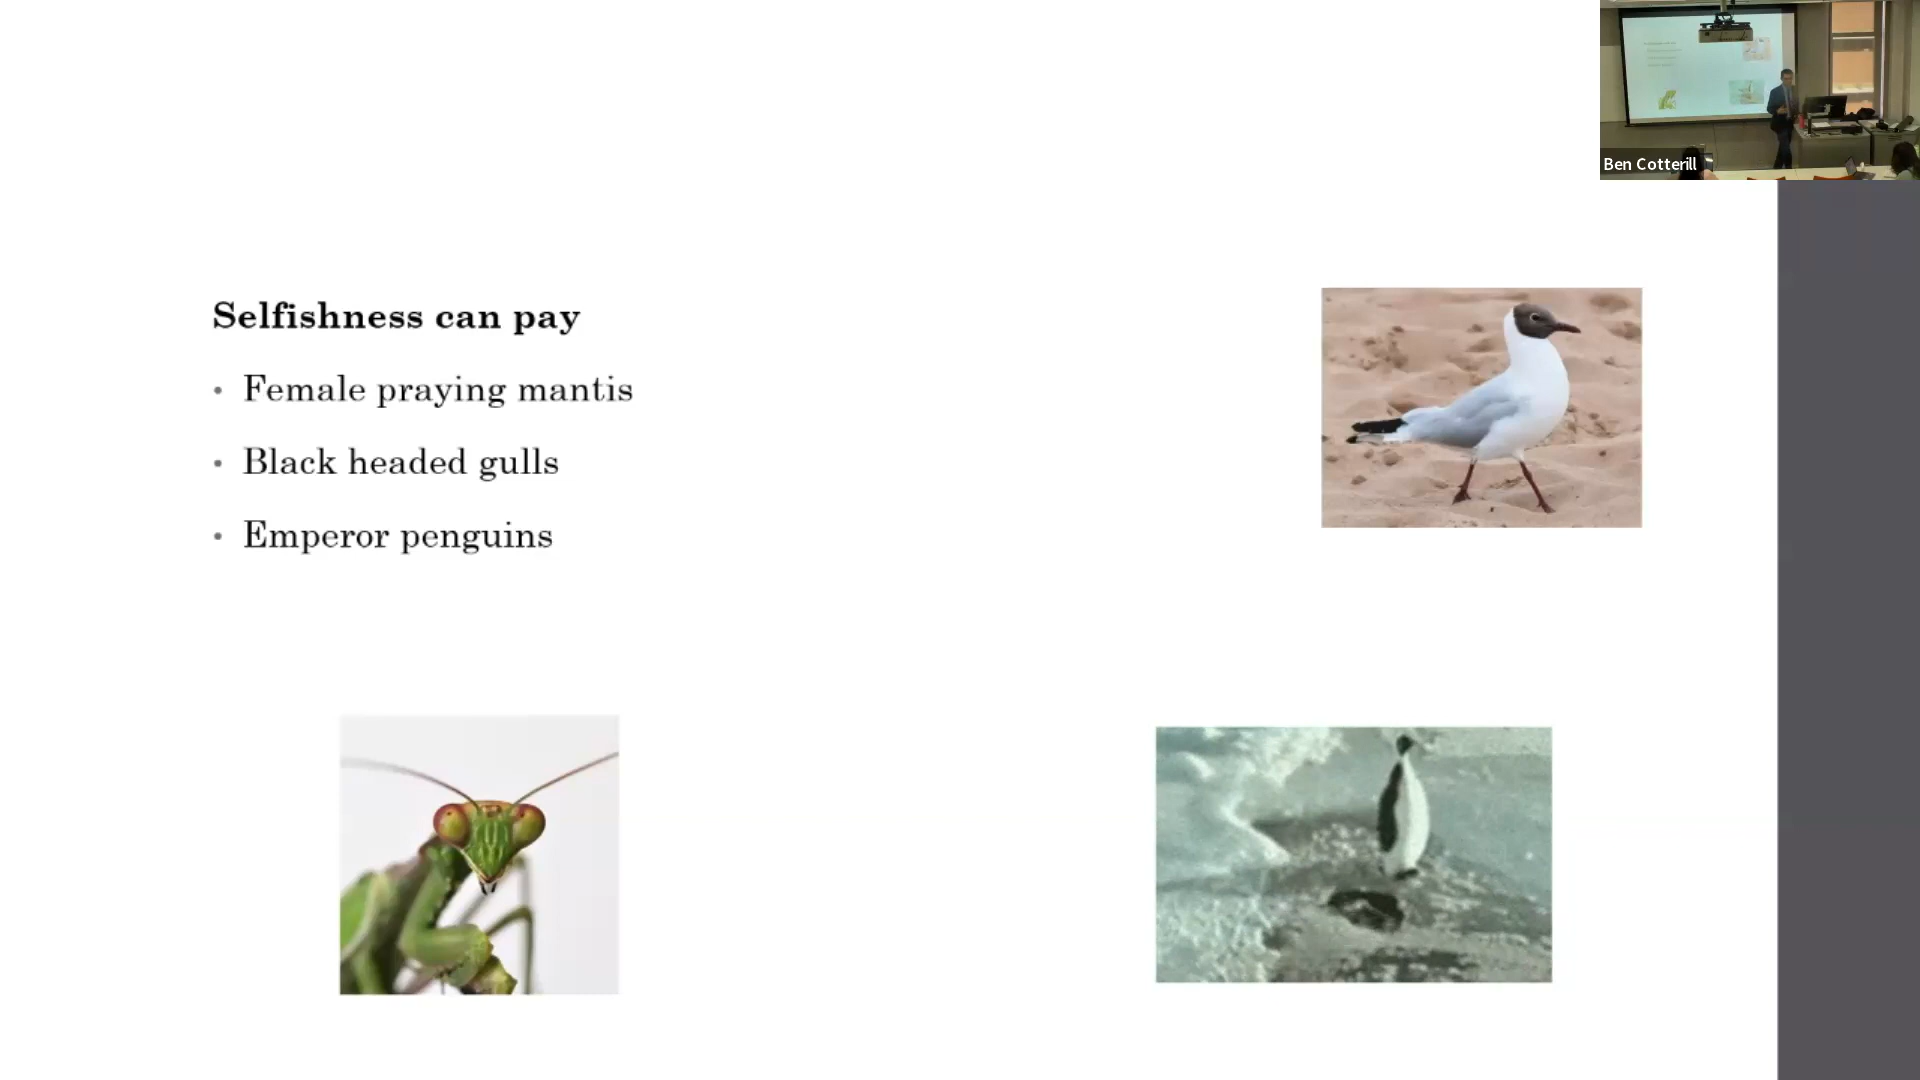 Ben Cotterill
Selfishness can pay
• Female praying mantis
• Black headed gulls
• Emperor penguins